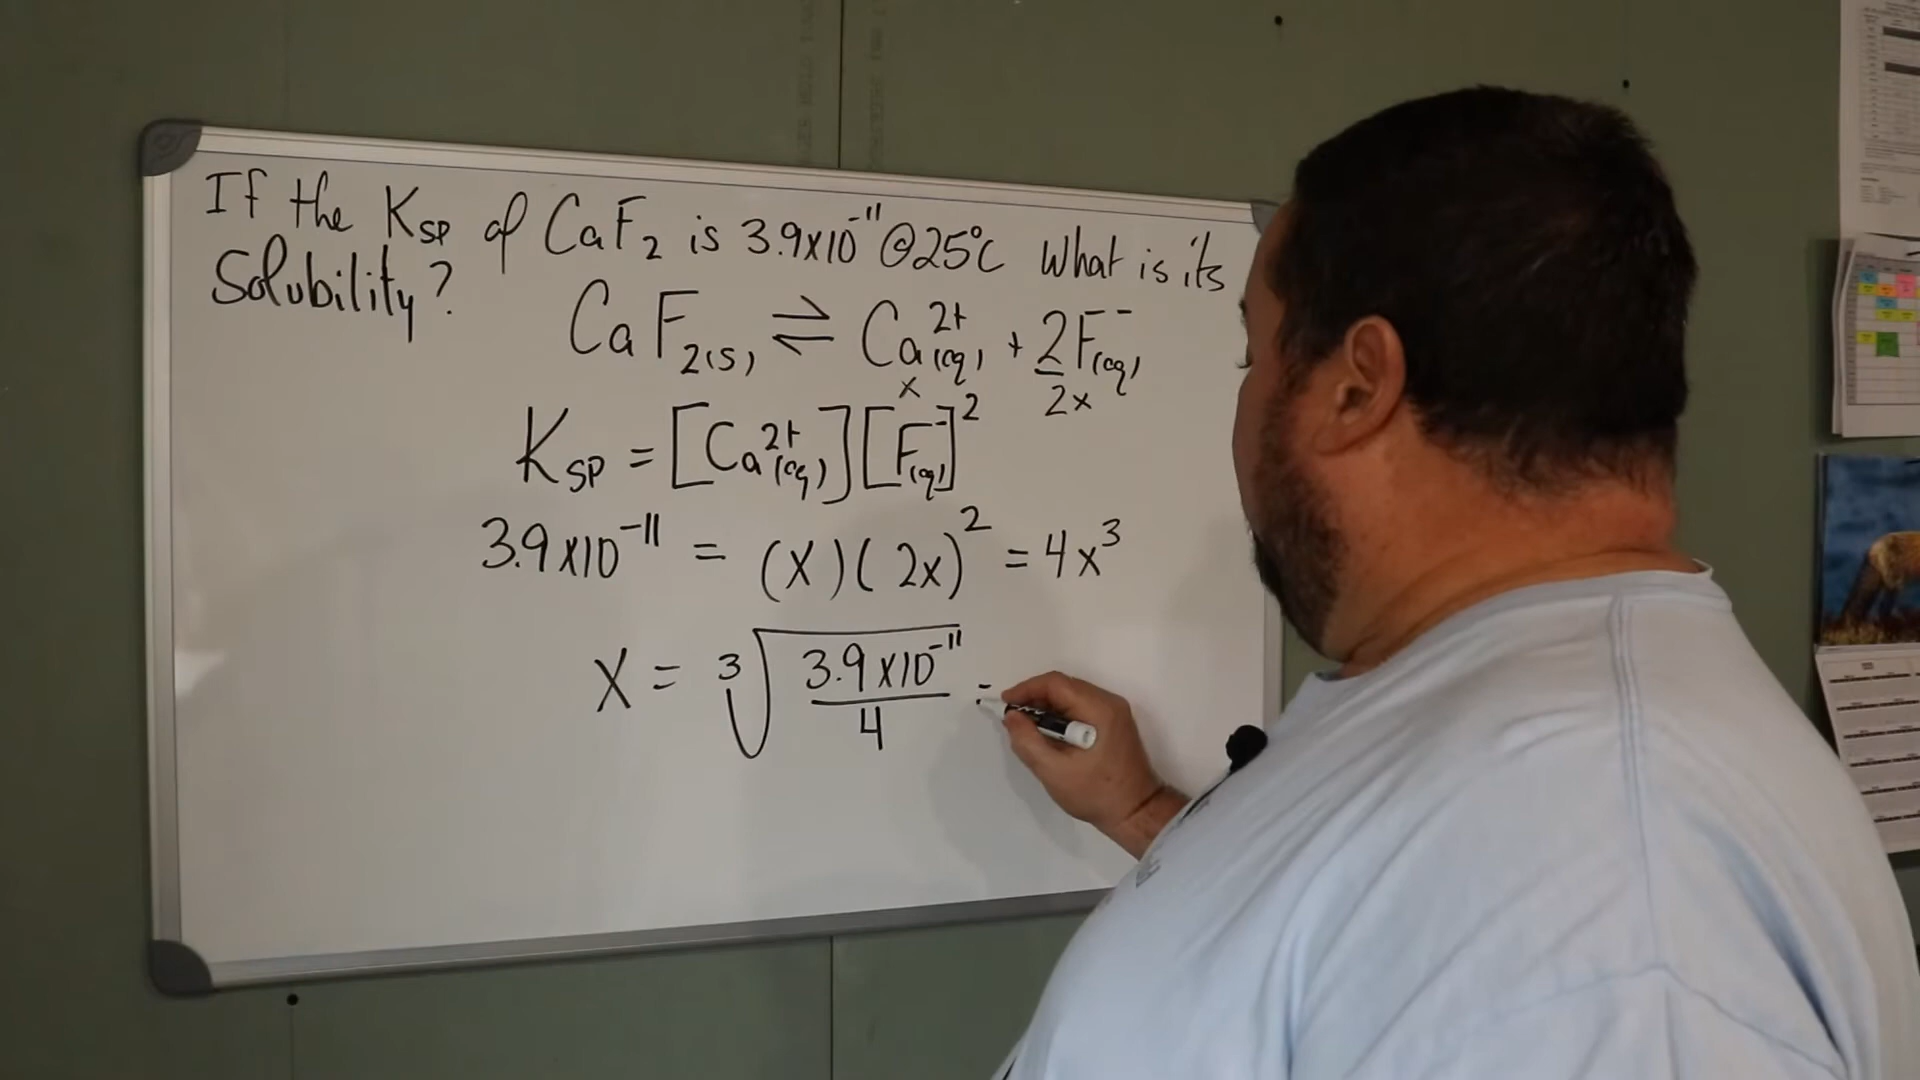 If the Ksp of CaF₂ is 3.9x10⁻¹¹ @25°C What is its
Solubility?
CaF₂(s) ⇌ Ca²⁺(aq) + 2F⁻(aq)
x 2x
Ksp = [Ca²⁺(aq)][F⁻(aq)]²
3.9x10⁻¹¹ = (x)(2x)² = 4x³
x = ³√(3.9x10⁻¹¹/4) =